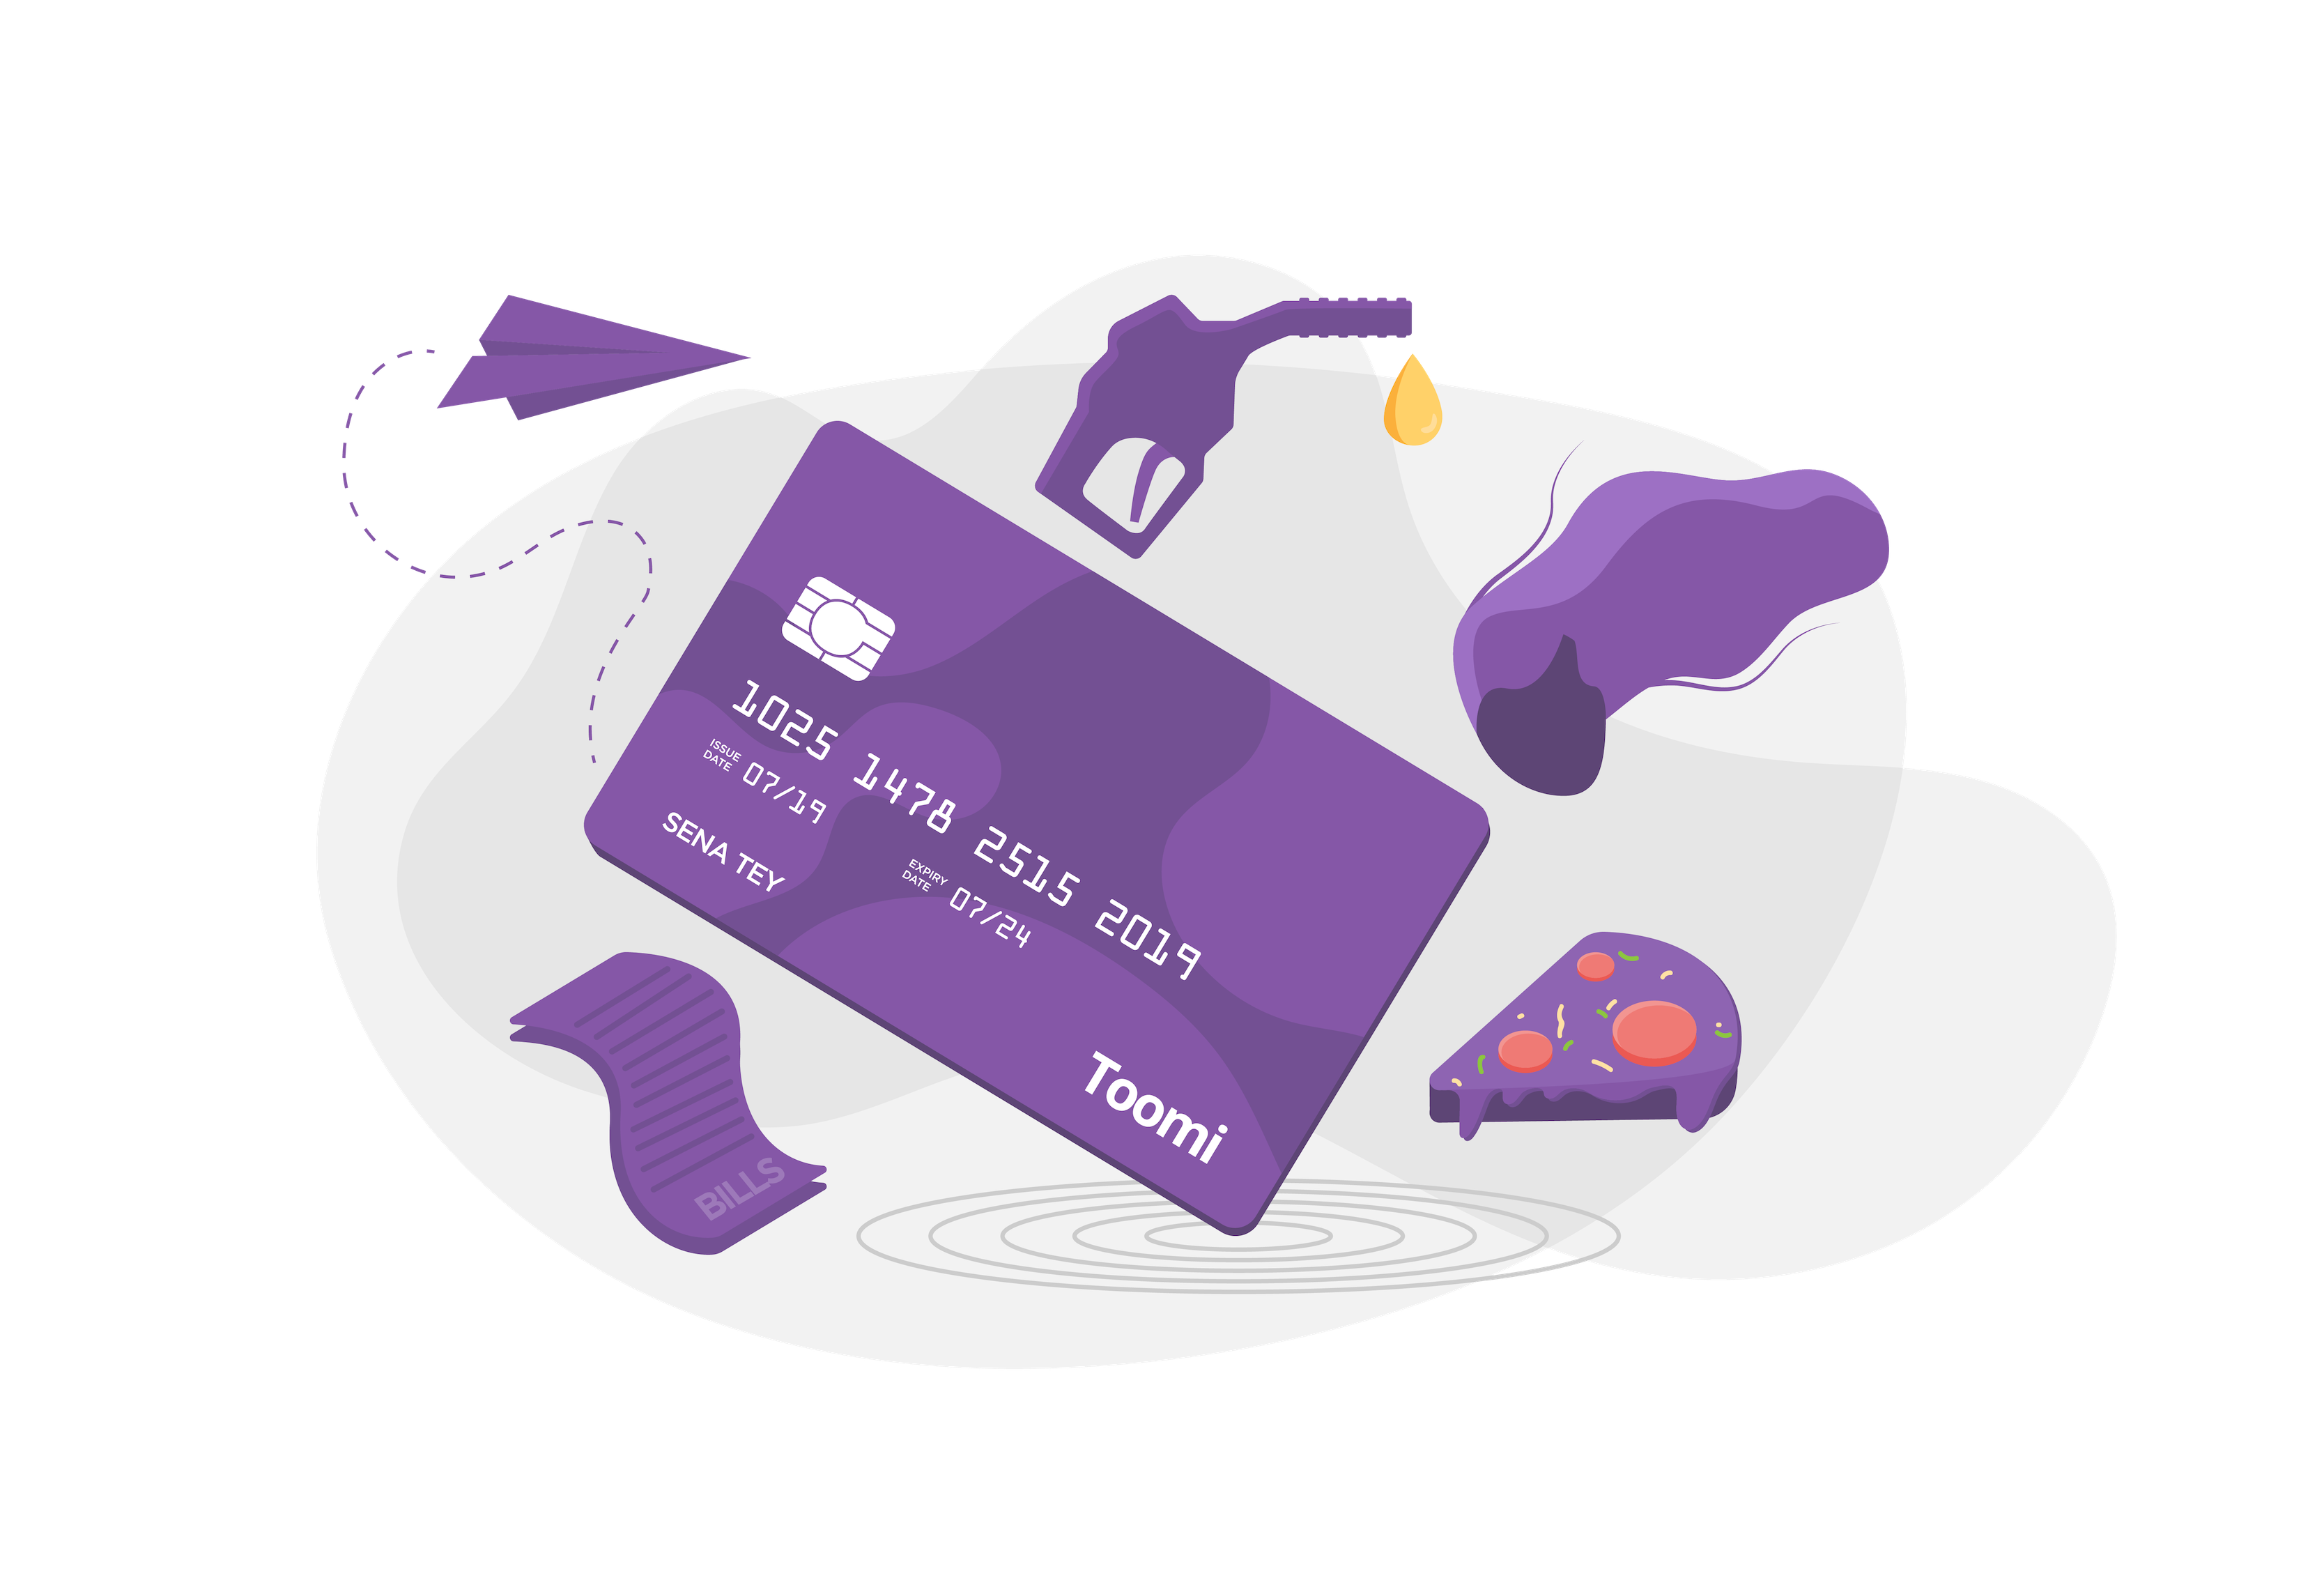 1025 1478 2515 2019
ISSUE
DATE 07/19
EXPIRY
DATE 07/24
SENA TEY
Toomi
BILLS